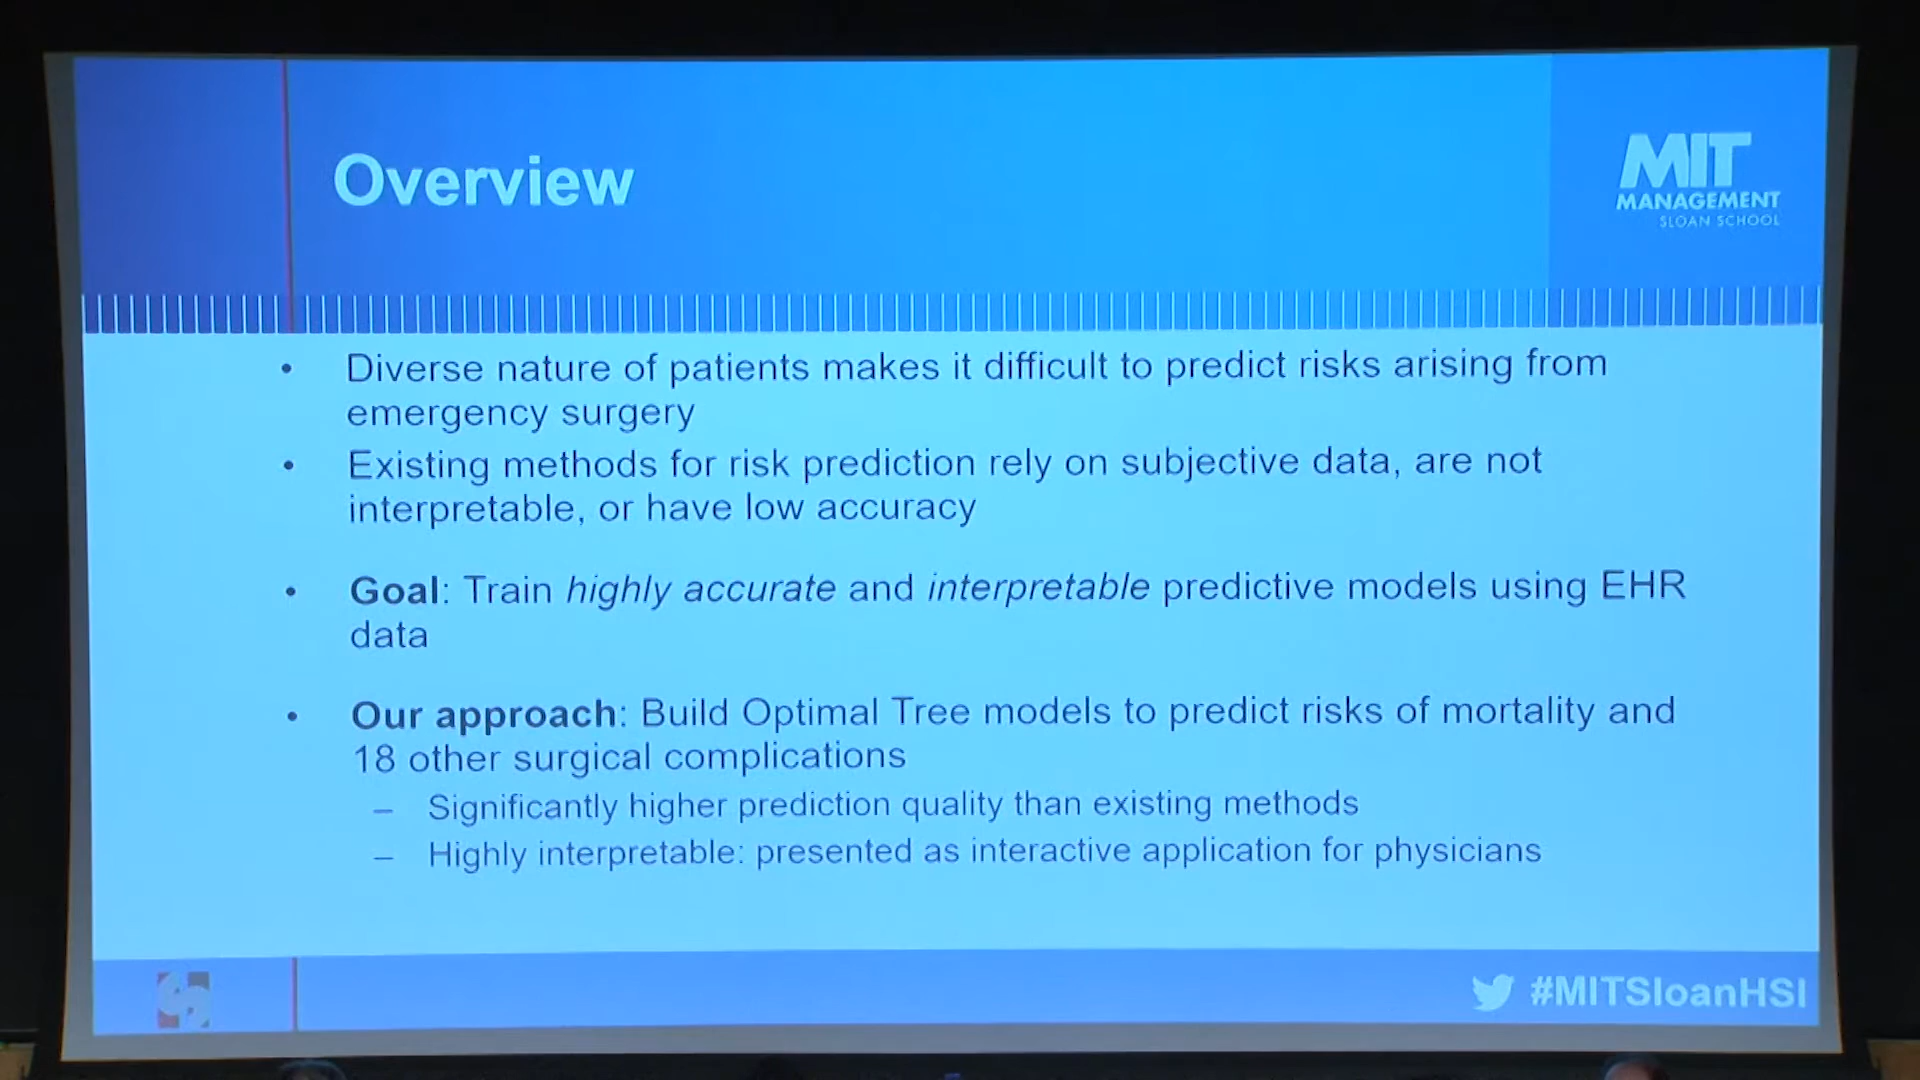 Overview
MIT
MANAGEMENT
SLOAN SCHOOL
• Diverse nature of patients makes it difficult to predict risks arising from
emergency surgery
• Existing methods for risk prediction rely on subjective data, are not
interpretable, or have low accuracy
• Goal: Train highly accurate and interpretable predictive models using EHR
data
• Our approach: Build Optimal Tree models to predict risks of mortality and
18 other surgical complications
– Significantly higher prediction quality than existing methods
– Highly interpretable: presented as interactive application for physicians
#MITSloanHSI